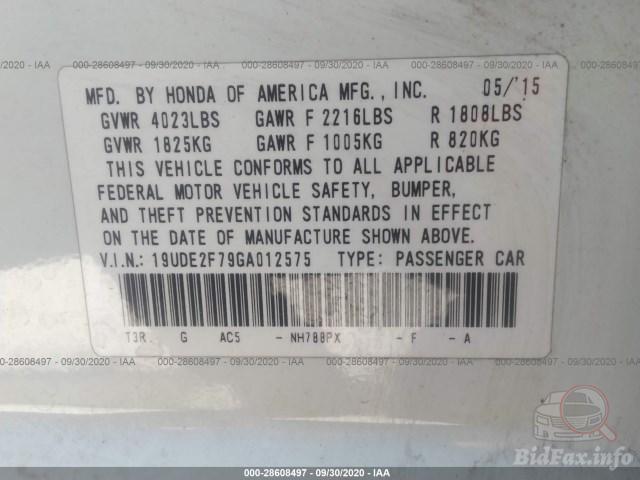 000-28608497 - 09/30/2020 - IAA
MFD. BY HONDA OF AMERICA MFG., INC. 05/'15
GVWR 4023LBS GAWR F 2216LBS R 1808LBS
GVWR 1825KG GAWR F 1005KG R 820KG
THIS VEHICLE CONFORMS TO ALL APPLICABLE
FEDERAL MOTOR VEHICLE SAFETY, BUMPER,
AND THEFT PREVENTION STANDARDS IN EFFECT
ON THE DATE OF MANUFACTURE SHOWN ABOVE.
V.I.N.: 19UDE2F79GA012575 TYPE: PASSENGER CAR
T3R. G AC5 - NH788PX - F - A
000-28608497 - 09/30/2020 - IAA
BidFax.info